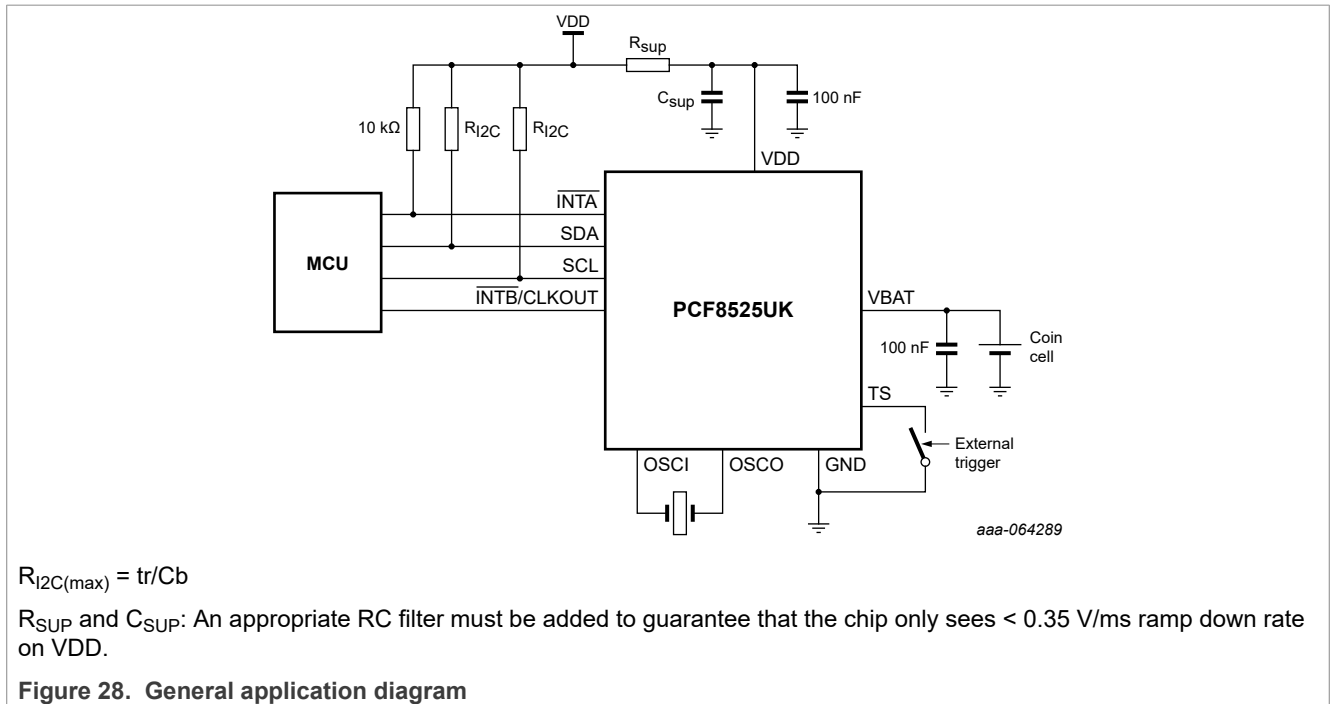 VDD
Rsup
Csup
100 nF
10 kΩ
RI2C
RI2C
VDD
INTA
SDA
MCU
SCL
INTB/CLKOUT
PCF8525UK
VBAT
100 nF
Coin
cell
TS
External
trigger
OSCI
OSCO
GND
aaa-064289
RI2C(max) = tr/Cb
RSUP and CSUP: An appropriate RC filter must be added to guarantee that the chip only sees < 0.35 V/ms ramp down rate
on VDD.
Figure 28. General application diagram